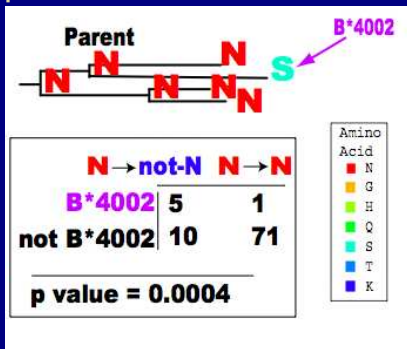 Parent
B*4002
N
N
S
N
N
N
N
N→not-N N→N
B*4002 5 1
not B*4002 10 71
p value = 0.0004
Amino
Acid
N
G
H
Q
S
T
K